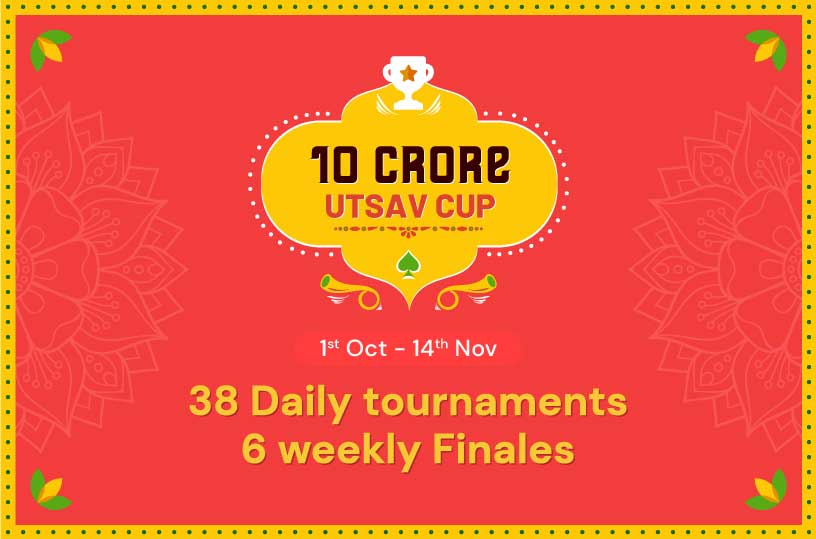 10 CRORe
UTSAV CUP
1st Oct - 14th Nov
38 Daily tournaments
6 weekly Finales